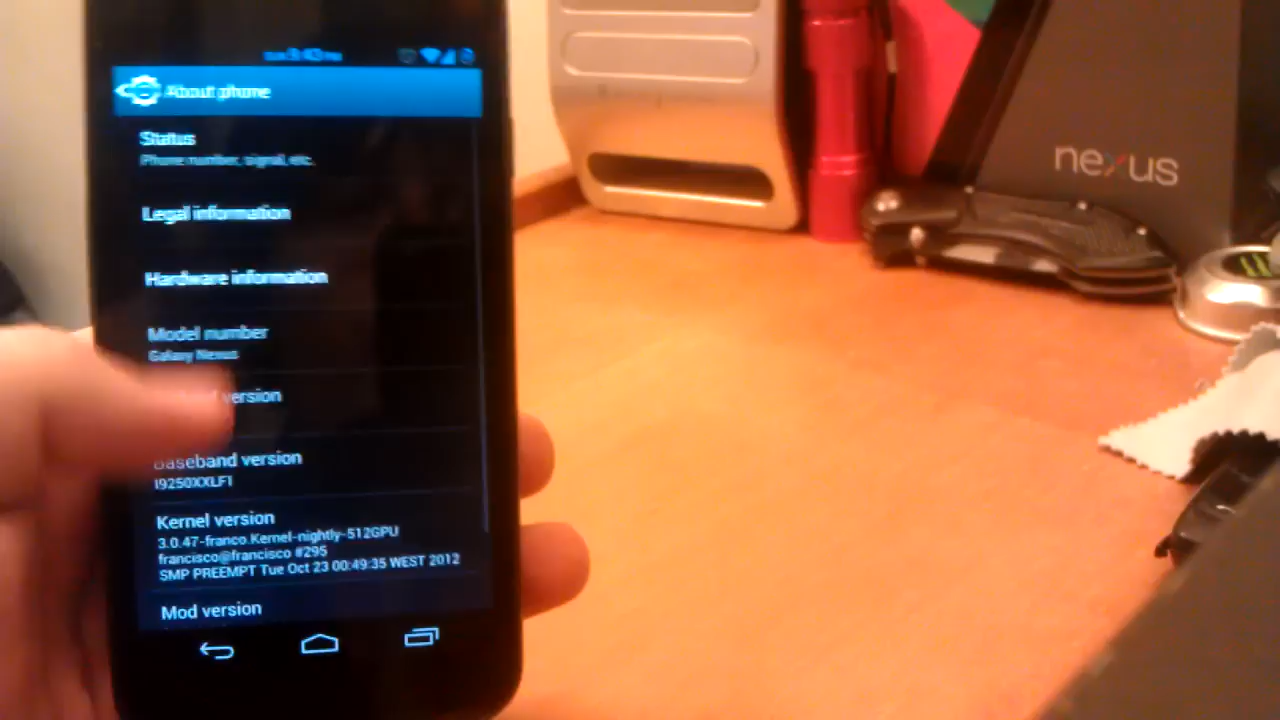 About phone
Status
Phone number, signal, etc.
Legal information
Hardware information
Model number
Galaxy Nexus
version
Baseband version
I9250XXLF1
Kernel version
3.0.47-franco.Kernel-nightly-512GPU
francisco@francisco #295
SMP PREEMPT Tue Oct 23 00:49:35 WEST 2012
Mod version
nexus